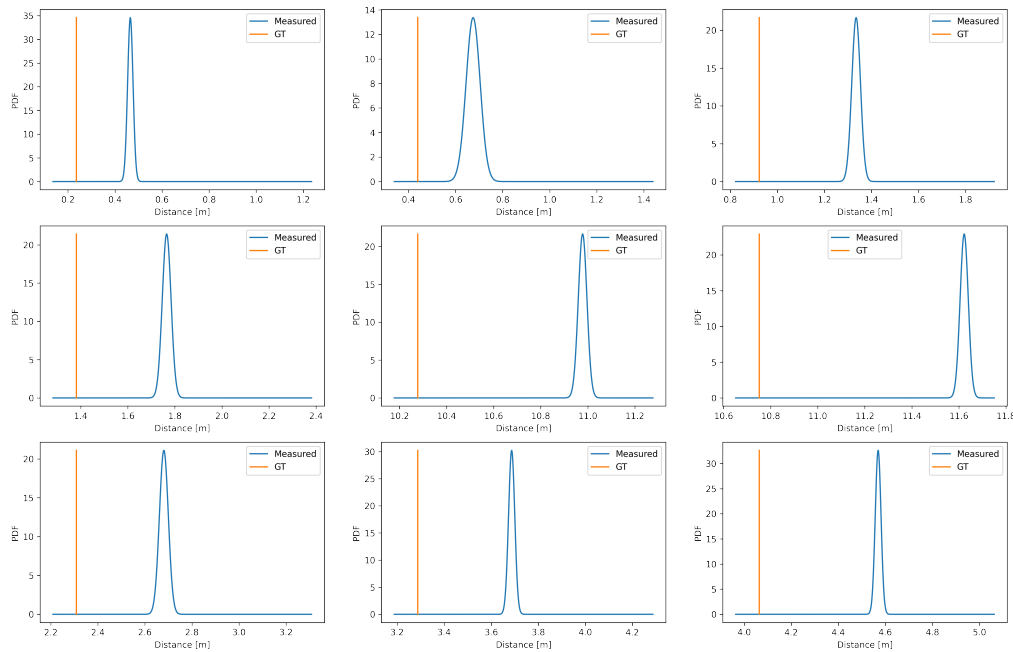 35
30
25
20
15
10
5
0
PDF
0.2 0.4 0.6 0.8 1.0 1.2
Distance [m]
Measured
GT
14
12
10
8
6
4
2
0
PDF
0.4 0.6 0.8 1.0 1.2 1.4
Distance [m]
Measured
GT
20
15
10
5
0
PDF
0.8 1.0 1.2 1.4 1.6 1.8
Distance [m]
Measured
GT
20
15
10
5
0
PDF
1.4 1.6 1.8 2.0 2.2 2.4
Distance [m]
Measured
GT
20
15
10
5
0
PDF
10.2 10.4 10.6 10.8 11.0 11.2
Distance [m]
Measured
GT
20
15
10
5
0
PDF
10.6 10.8 11.0 11.2 11.4 11.6 11.8
Distance [m]
Measured
GT
20
15
10
5
0
PDF
2.2 2.4 2.6 2.8 3.0 3.2
Distance [m]
Measured
GT
30
25
20
15
10
5
0
PDF
3.2 3.4 3.6 3.8 4.0 4.2
Distance [m]
Measured
GT
30
25
20
15
10
5
0
PDF
4.0 4.2 4.4 4.6 4.8 5.0
Distance [m]
Measured
GT